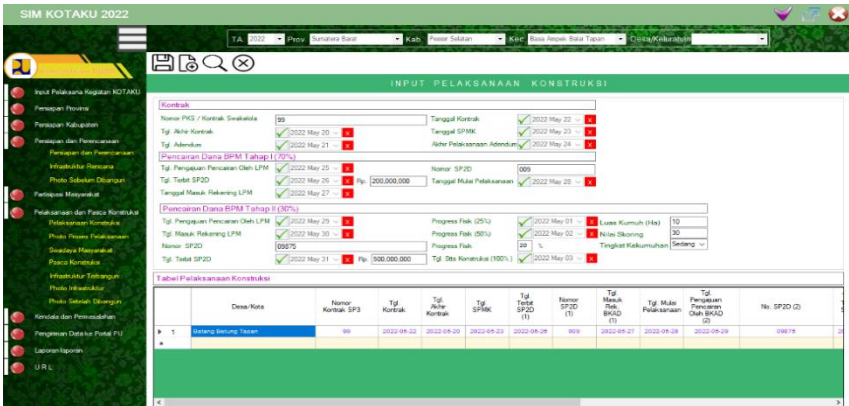 SIM KOTAKU 2022
TA 2022 Prov. Sumatera Barat Kab. Pesisir Selatan Kec Basa Ampek Balai Tapan Desa/Kelurahan
INPUT PELAKSANAAN KONSTRUKSI
Input Pelaksana Kegiatan KOTAKU
Persiapan Provinsi
Persiapan Kabupaten
Persiapan dan Perencanaan
Persiapan dan Perencanaan
Infrastruktur Rencana
Photo Sebelum Dibangun
Partisipasi Masyarakat
Pelaksanaan dan Pasca Konstruksi
Pelaksanaan Konstruksi
Photo Proses Pelaksanaan
Swadaya Masyarakat
Pasca Konstruksi
Infrastruktur Terbangun
Photo Infrastruktur
Photo Setelah Dibangun
Kendala dan Permasalahan
Pengiriman Data ke Portal PU
Laporan-laporan
URL
Kontrak
Nomor PKS / Kontrak Swakelola 99 Tanggal Kontrak 2022 May 22
Tgl. Akhir Kontrak 2022 May 20 Tanggal SPMK 2022 May 23
Tgl Adendum 2022 May 21 Akhir Pelaksanaan Adendum 2022 May 24
Pencairan Dana BPM Tahap I (70%)
Tgl. Pengajuan Pencairan Oleh LPM 2022 May 25 Nomor SP2D 009
Tgl. Terbit SP2D 2022 May 26 Rp. 200,000,000 Tanggal Mulai Pelaksanaan 2022 May 28
Tanggal Masuk Rekening LPM 2022 May 27
Pencairan Dana BPM Tahap II (30%)
Tgl. Pengajuan Pencairan Oleh LPM 2022 May 29 Progress Fisik (25%) 2022 May 01 Luas Kumuh (Ha) 10
Tgl. Masuk Rekening LPM 2022 May 30 Progress Fisik (50%) 2022 May 02 Nilai Skoring 30
Nomor SP2D 09875 Progress Fisik 20 % Tingkat Kekumuhan Sedang
Tgl. Terbit SP2D 2022 May 31 Rp. 500,000,000 Tgl. Stts Konstruksi (100% ) 2022 May 03
Tabel Pelaksanaan Konstruksi
Desa/Kota Nomor Kontrak SP3 Tgl Kontrak Tgl. Akhir Kontrak Tgl SPMK Tgl Terbit SP2D (1) Nomor SP2D (1) Tgl Masuk Rek. BKAD (1) Tgl. Mulai Pelaksanaan Tgl. Pengajuan Pencairan Oleh BKAD (2) No. SP2D (2)
1 Batang Betung Tapan 99 2022-05-22 2022-05-20 2022-05-23 2022-05-26 009 2022-05-27 2022-05-28 2022-05-29 09875